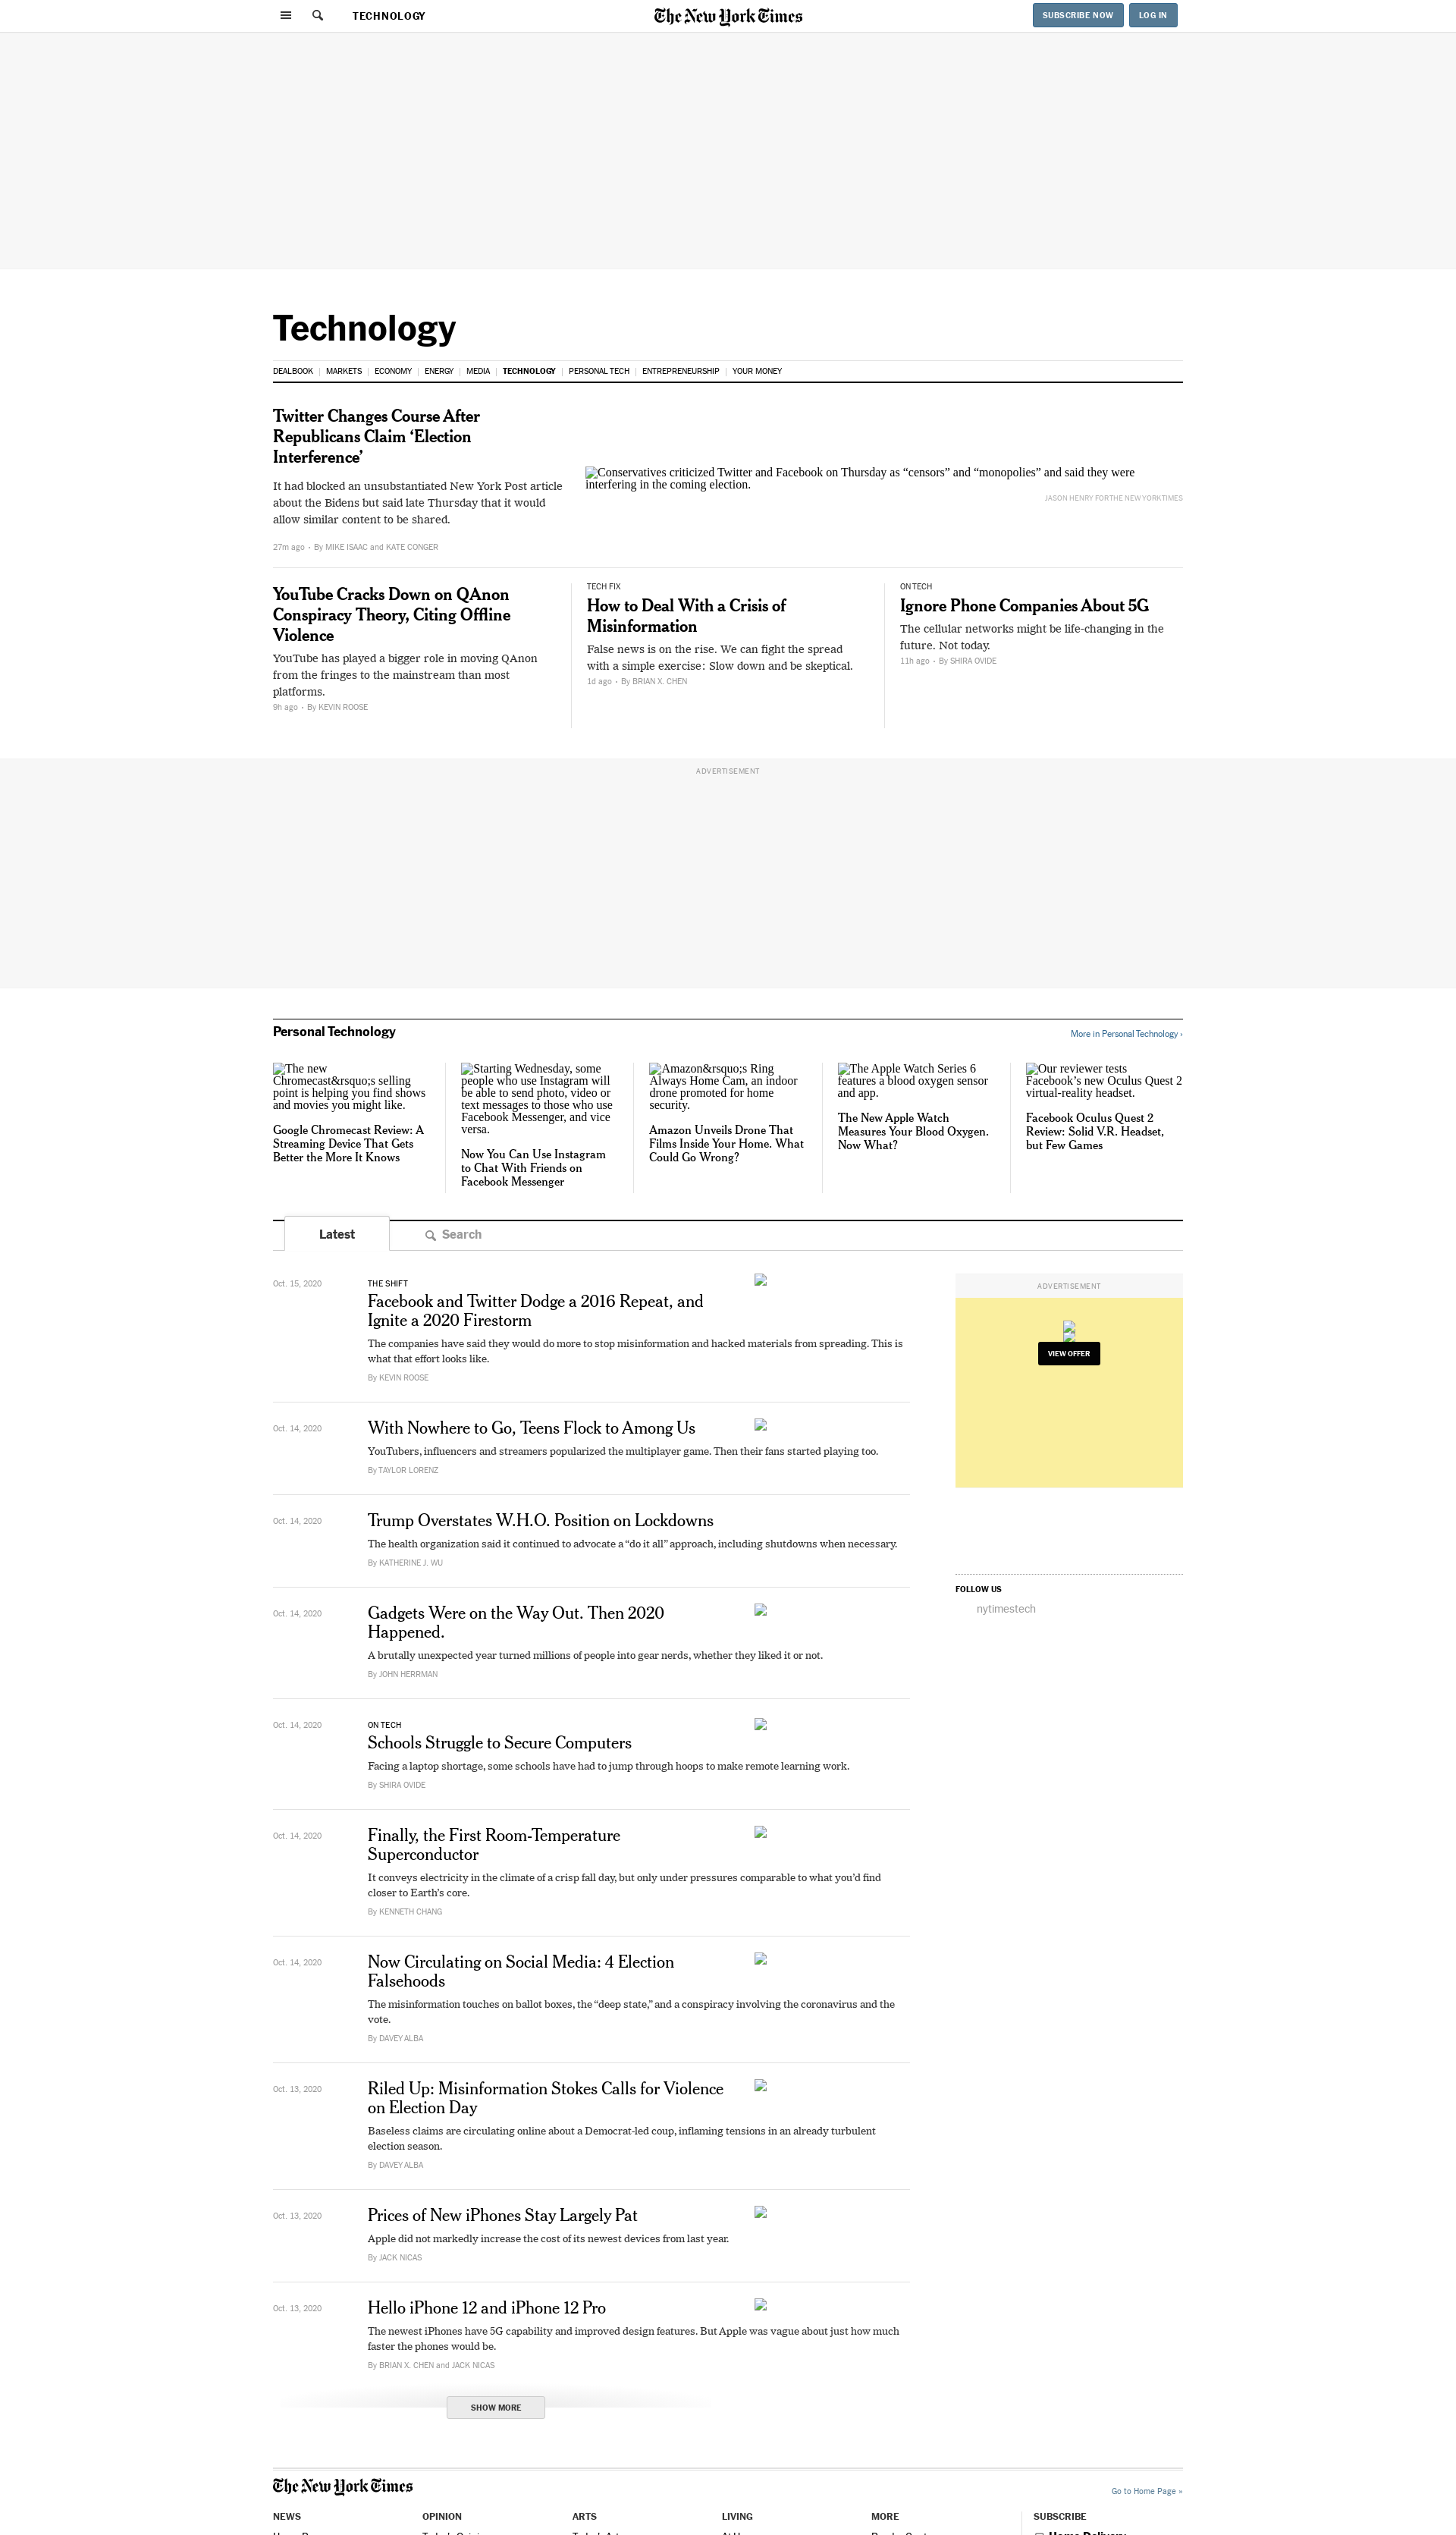 TECHNOLOGY
The New York Times
SUBSCRIBE NOW
LOG IN
Technology
DEALBOOK | MARKETS | ECONOMY | ENERGY | MEDIA | TECHNOLOGY | PERSONAL TECH | ENTREPRENEURSHIP | YOUR MONEY
Twitter Changes Course After
Republicans Claim ‘Election
Interference’
It had blocked an unsubstantiated New York Post article
about the Bidens but said late Thursday that it would
allow similar content to be shared.
27m ago • By MIKE ISAAC and KATE CONGER
Conservatives criticized Twitter and Facebook on Thursday as “censors” and “monopolies” and said they were
interfering in the coming election.
JASON HENRY FOR THE NEW YORK TIMES
YouTube Cracks Down on QAnon
Conspiracy Theory, Citing Offline
Violence
YouTube has played a bigger role in moving QAnon
from the fringes to the mainstream than most
platforms.
9h ago • By KEVIN ROOSE
TECH FIX
How to Deal With a Crisis of
Misinformation
False news is on the rise. We can fight the spread
with a simple exercise: Slow down and be skeptical.
1d ago • By BRIAN X. CHEN
ON TECH
Ignore Phone Companies About 5G
The cellular networks might be life-changing in the
future. Not today.
11h ago • By SHIRA OVIDE
ADVERTISEMENT
Personal Technology
More in Personal Technology ›
The new
Chromecast&rsquo;s selling
point is helping you find shows
and movies you might like.
Google Chromecast Review: A
Streaming Device That Gets
Better the More It Knows
Starting Wednesday, some
people who use Instagram will
be able to send photo, video or
text messages to those who use
Facebook Messenger, and vice
versa.
Now You Can Use Instagram
to Chat With Friends on
Facebook Messenger
Amazon&rsquo;s Ring
Always Home Cam, an indoor
drone promoted for home
security.
Amazon Unveils Drone That
Films Inside Your Home. What
Could Go Wrong?
The Apple Watch Series 6
features a blood oxygen sensor
and app.
The New Apple Watch
Measures Your Blood Oxygen.
Now What?
Our reviewer tests
Facebook’s new Oculus Quest 2
virtual-reality headset.
Facebook Oculus Quest 2
Review: Solid V.R. Headset,
but Few Games
Latest
Search
Oct. 15, 2020
THE SHIFT
Facebook and Twitter Dodge a 2016 Repeat, and
Ignite a 2020 Firestorm
The companies have said they would do more to stop misinformation and hacked materials from spreading. This is
what that effort looks like.
By KEVIN ROOSE
Oct. 14, 2020
With Nowhere to Go, Teens Flock to Among Us
YouTubers, influencers and streamers popularized the multiplayer game. Then their fans started playing too.
By TAYLOR LORENZ
Oct. 14, 2020
Trump Overstates W.H.O. Position on Lockdowns
The health organization said it continued to advocate a “do it all” approach, including shutdowns when necessary.
By KATHERINE J. WU
Oct. 14, 2020
Gadgets Were on the Way Out. Then 2020
Happened.
A brutally unexpected year turned millions of people into gear nerds, whether they liked it or not.
By JOHN HERRMAN
Oct. 14, 2020
ON TECH
Schools Struggle to Secure Computers
Facing a laptop shortage, some schools have had to jump through hoops to make remote learning work.
By SHIRA OVIDE
Oct. 14, 2020
Finally, the First Room-Temperature
Superconductor
It conveys electricity in the climate of a crisp fall day, but only under pressures comparable to what you’d find
closer to Earth’s core.
By KENNETH CHANG
Oct. 14, 2020
Now Circulating on Social Media: 4 Election
Falsehoods
The misinformation touches on ballot boxes, the “deep state,” and a conspiracy involving the coronavirus and the
vote.
By DAVEY ALBA
Oct. 13, 2020
Riled Up: Misinformation Stokes Calls for Violence
on Election Day
Baseless claims are circulating online about a Democrat-led coup, inflaming tensions in an already turbulent
election season.
By DAVEY ALBA
Oct. 13, 2020
Prices of New iPhones Stay Largely Pat
Apple did not markedly increase the cost of its newest devices from last year.
By JACK NICAS
Oct. 13, 2020
Hello iPhone 12 and iPhone 12 Pro
The newest iPhones have 5G capability and improved design features. But Apple was vague about just how much
faster the phones would be.
By BRIAN X. CHEN and JACK NICAS
SHOW MORE
ADVERTISEMENT
VIEW OFFER
FOLLOW US
nytimestech
The New York Times
Go to Home Page »
NEWS
OPINION
ARTS
LIVING
MORE
SUBSCRIBE